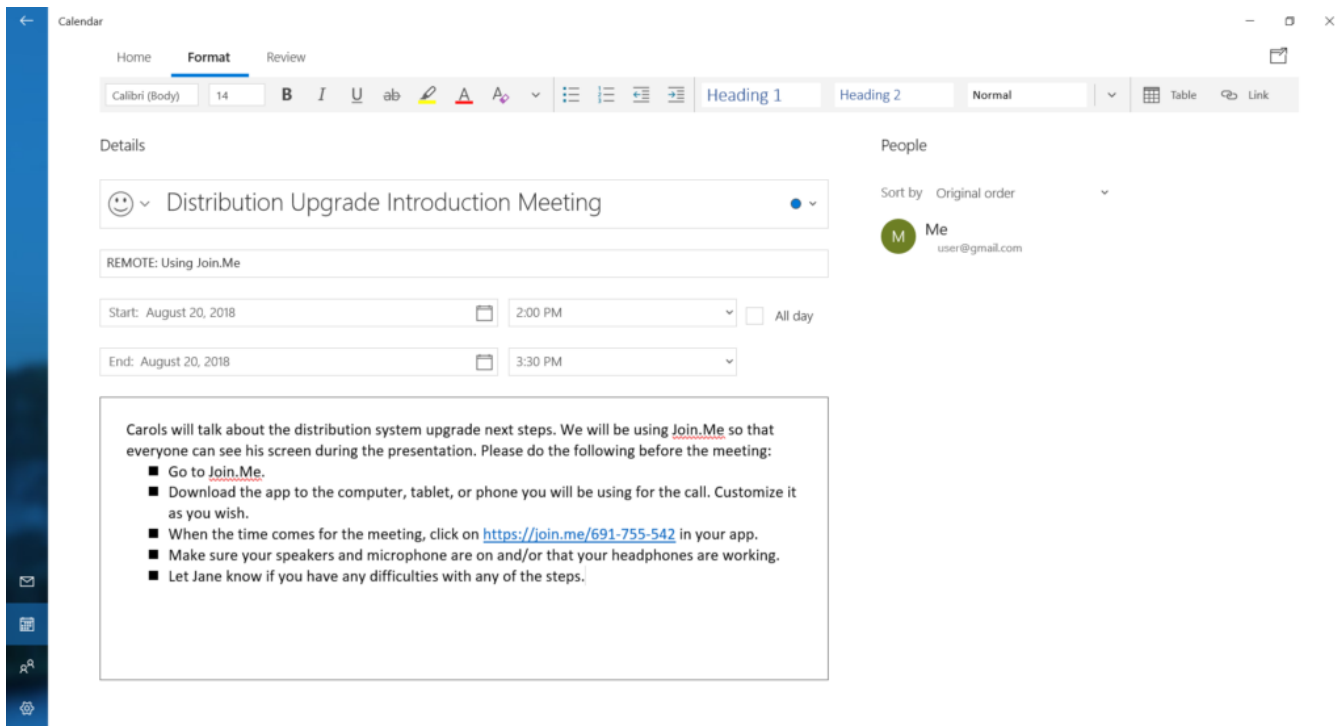 Calendar
Home Format Review
Calibri (Body) 14 B I U ab A A Heading 1 Heading 2 Normal Table Link
Details
People
Distribution Upgrade Introduction Meeting
Sort by Original order
M Me
user@gmail.com
REMOTE: Using Join.Me
Start: August 20, 2018 2:00 PM All day
End: August 20, 2018 3:30 PM
Carols will talk about the distribution system upgrade next steps. We will be using Join.Me so that
everyone can see his screen during the presentation. Please do the following before the meeting:
■ Go to Join.Me.
■ Download the app to the computer, tablet, or phone you will be using for the call. Customize it
as you wish.
■ When the time comes for the meeting, click on https://join.me/691-755-542 in your app.
■ Make sure your speakers and microphone are on and/or that your headphones are working.
■ Let Jane know if you have any difficulties with any of the steps.